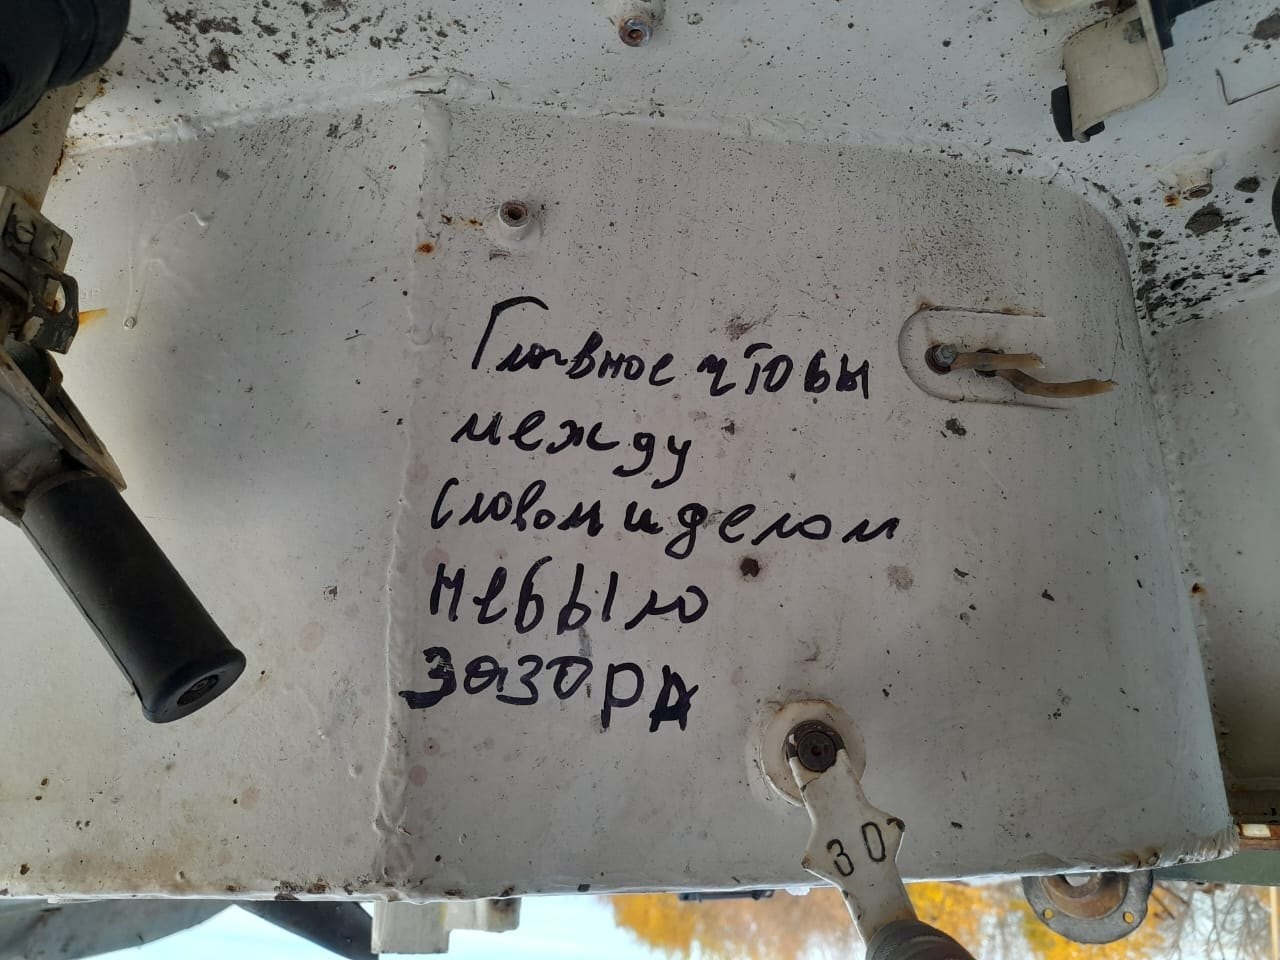 Главное чтобы
между
словом и делом
не было
зазора
30